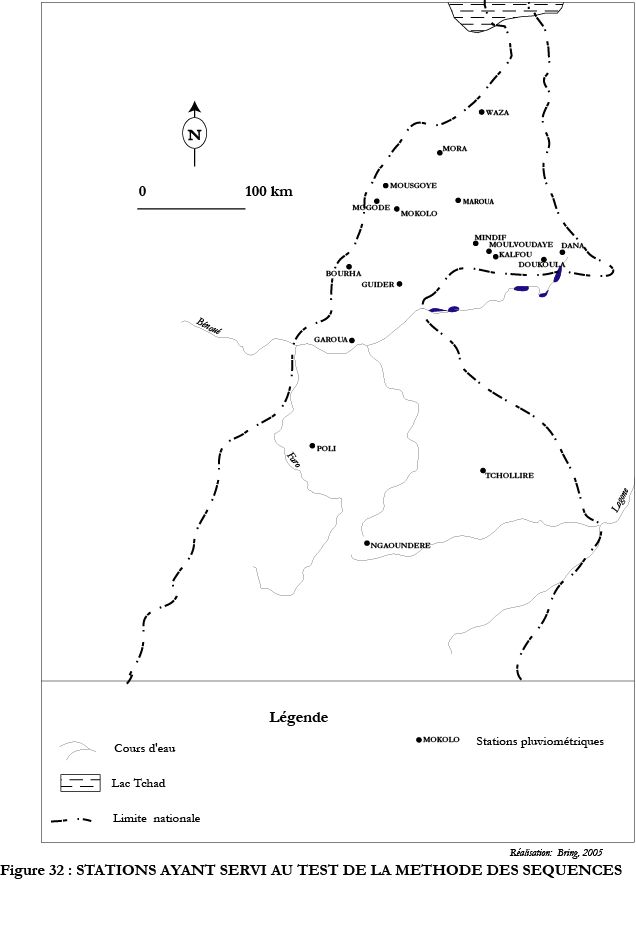 WAZA
N
MORA
0 100 km
MOUSGOYE
MOGODE
MOKOLO
MAROUA
MINDIF
MOULVOUDAYE
DANA
KALFOU
DOUKOULA
BOURHA
GUIDER
Bénoué
GAROUA
POLI
Faro
TCHOLLIRE
Logone
NGAOUNDERE
Légende
Cours d'eau
MOKOLO Stations pluviométriques
Lac Tchad
Limite nationale
Réalisation: Bring, 2005
Figure 32 : STATIONS AYANT SERVI AU TEST DE LA METHODE DES SEQUENCES